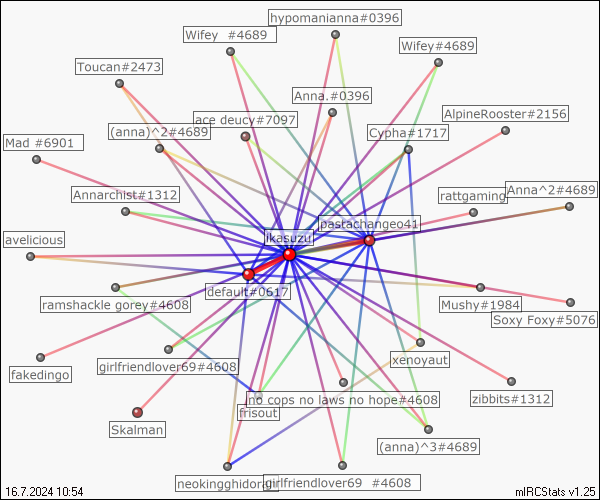 hypomanianna#0396
Wifey  #4689
Wifey#4689
Toucan#2473
Anna.#0396
ace deucy#7097
AlpineRooster#2156
(anna)^2#4689
Cypha#1717
Mad #6901
Annarchist#1312
rattgaming
Anna^2#4689
pastachangeo41
ikasuzu
avelicious
default#0617
ramshackle gorey#4608
Mushy#1984
Soxy Foxy#5076
xenoyaut
girlfriendlover69#4608
fakedingo
no cops no laws no hope#4608
zibbits#1312
frisout
Skalman
(anna)^3#4689
neokingghidorah
girlfriendlover69  #4608
16.7.2024 10:54
mIRCStats v1.25